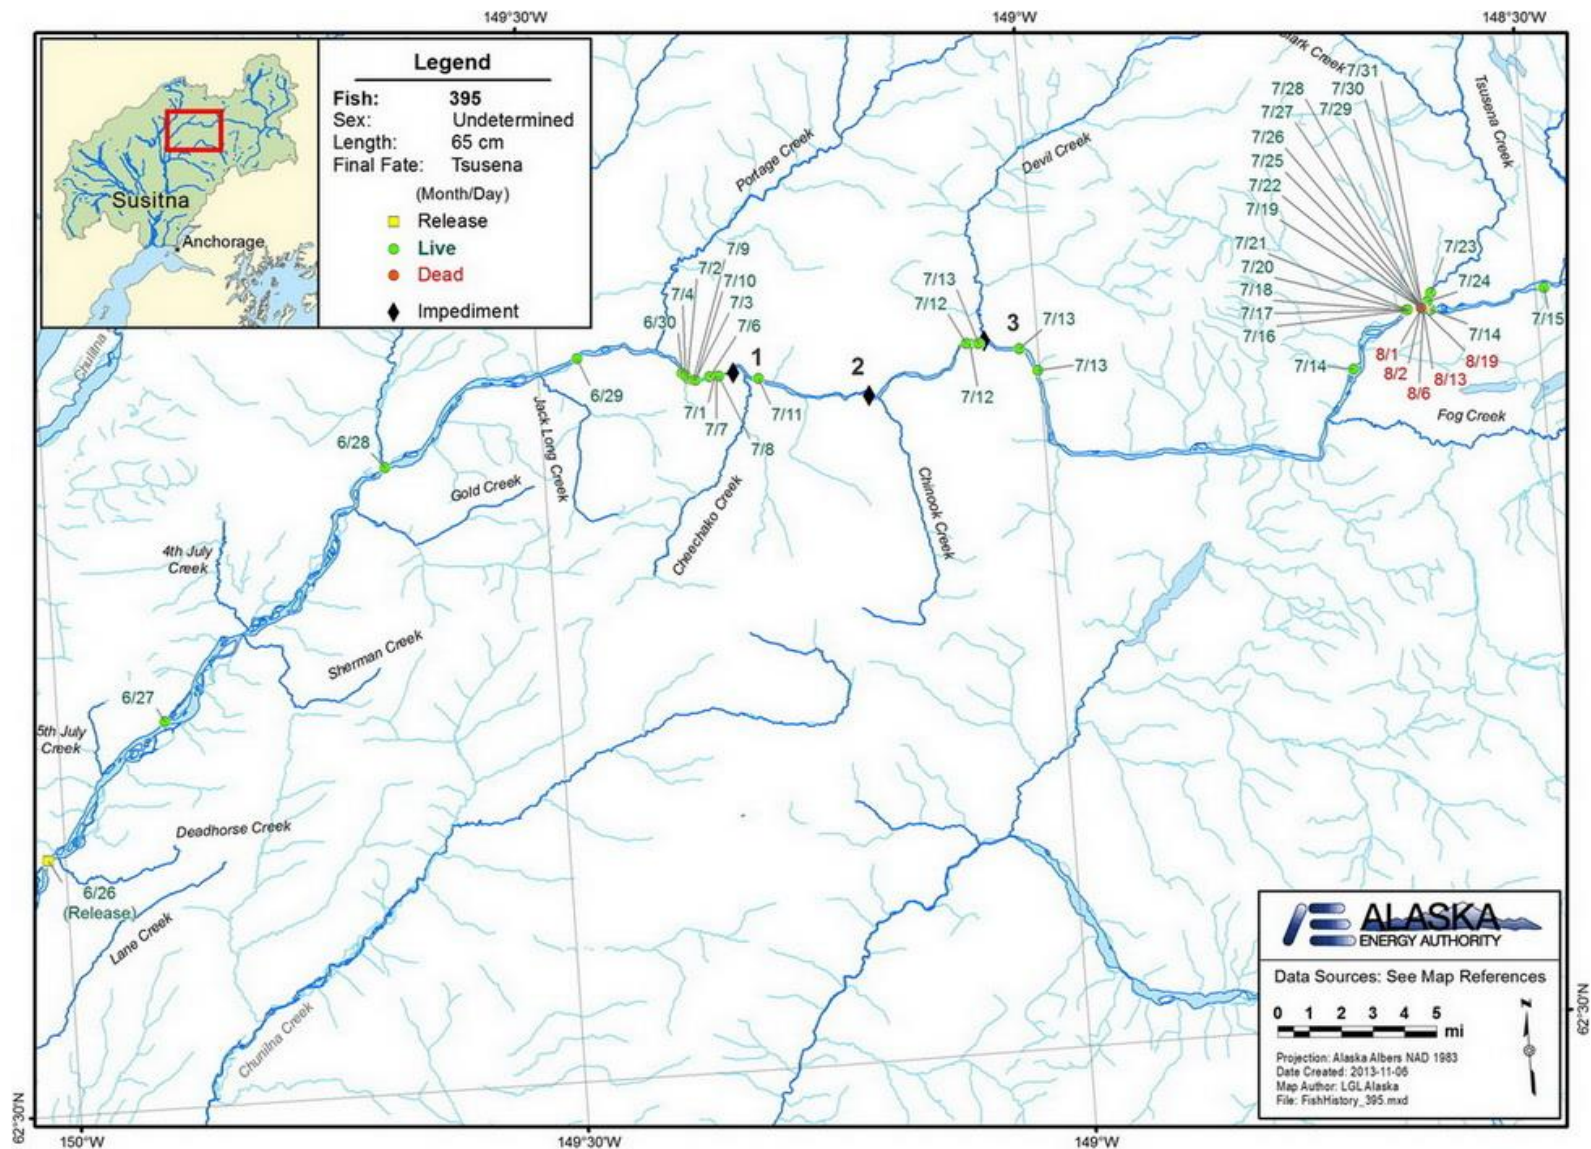 149°30'W
149°W
148°30'W
Legend
Fish: 395
Sex: Undetermined
Length: 65 cm
Final Fate: Tsusena
(Month/Day)
Release
Live
Dead
Impediment
Susitna
Anchorage
Chulitna
Portage Creek
Devil Creek
Clark Creek
Tsusena Creek
7/31
7/28
7/30
7/27
7/29
7/26
7/25
7/22
7/19
7/21
7/20
7/18
7/17
7/16
7/23
7/24
7/15
7/14
7/14
8/1
8/2
8/19
8/13
8/6
Fog Creek
7/9
7/2
7/10
7/4
7/3
6/30
7/6
1
7/1
7/7
7/8
7/11
2
7/13
7/12
3
7/13
7/13
7/12
6/29
6/28
Jack Long Creek
Gold Creek
Cheechako Creek
Chinook Creek
4th July
Creek
Sherman Creek
6/27
5th July
Creek
Deadhorse Creek
6/26
(Release)
Lane Creek
Chunilna Creek
ALASKA
ENERGY AUTHORITY
Data Sources: See Map References
0 1 2 3 4 5
mi
N
Projection: Alaska Albers NAD 1983
Date Created: 2013-11-06
Map Author: LGL Alaska
File: FishHistory_395.mxd
62°30'N
62°30'N
150°W
149°30'W
149°W